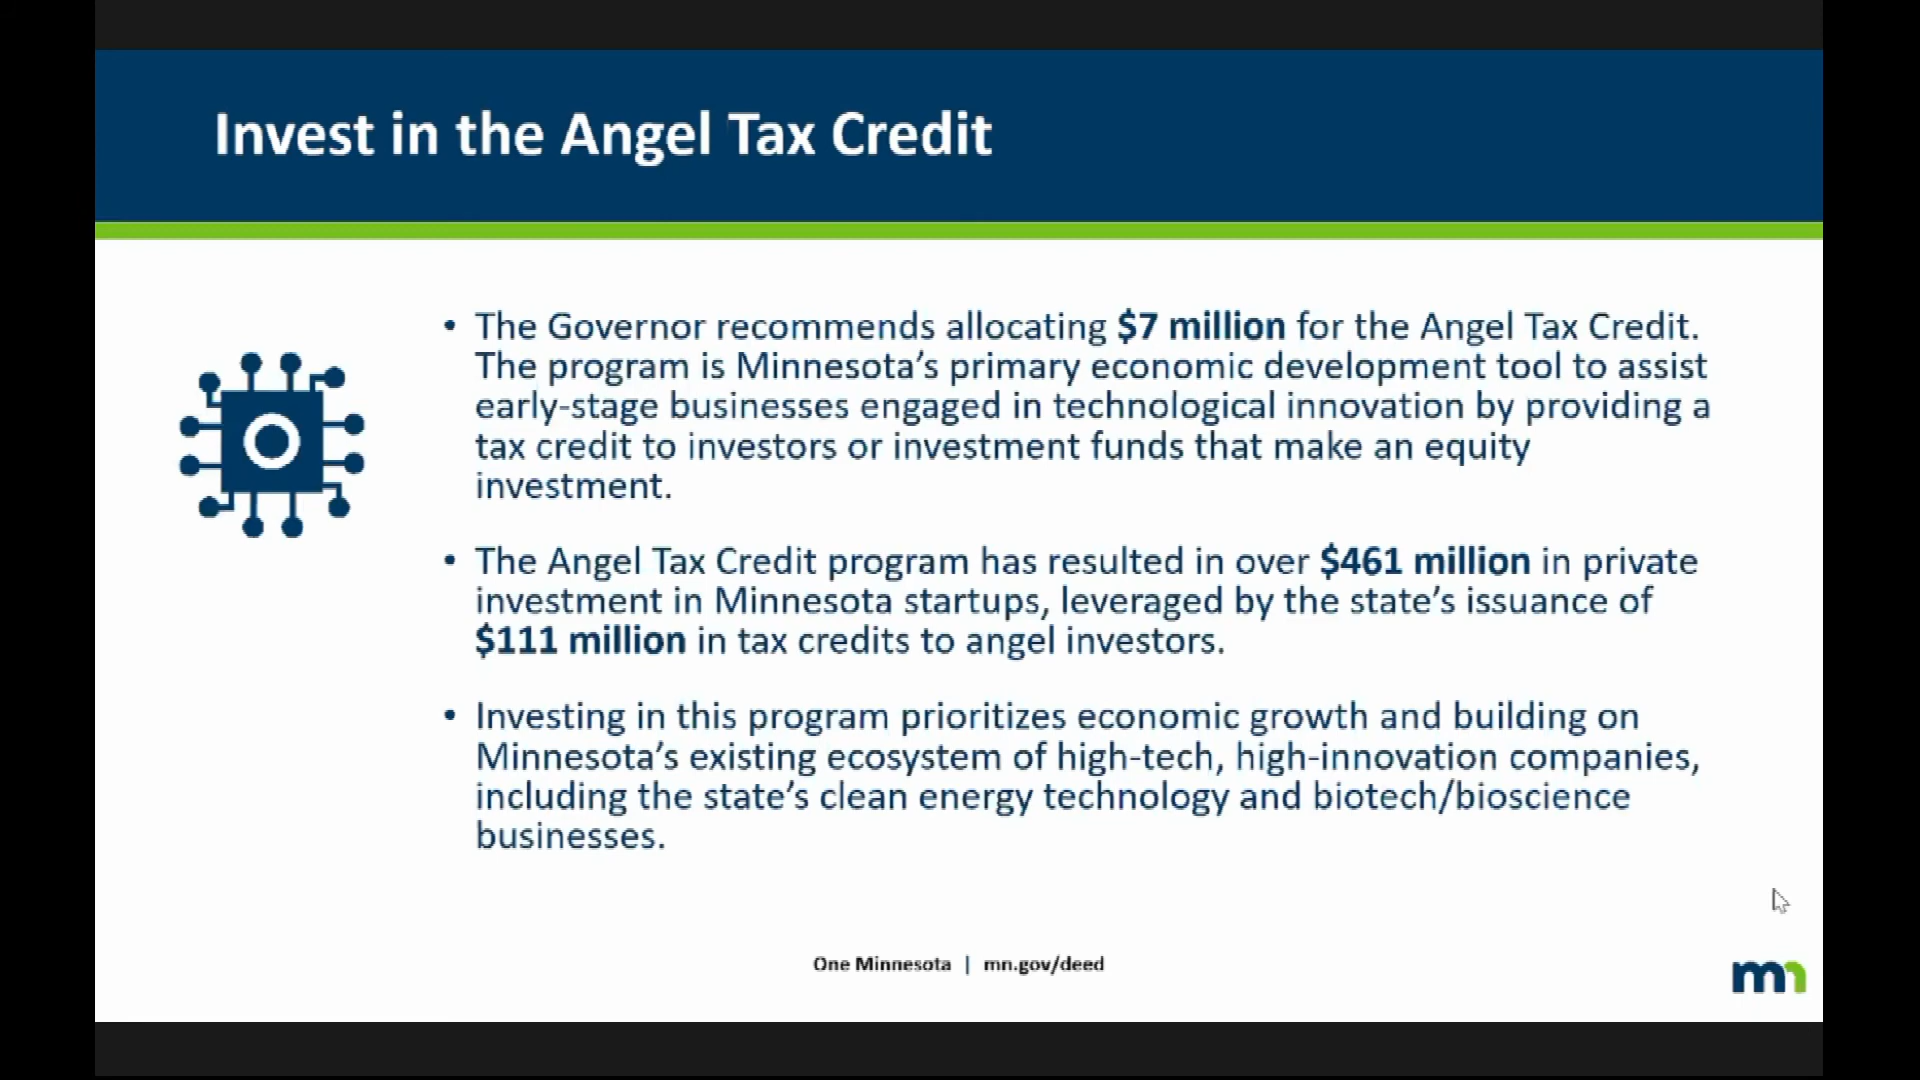 Invest in the Angel Tax Credit
• The Governor recommends allocating $7 million for the Angel Tax Credit.
The program is Minnesota’s primary economic development tool to assist
early-stage businesses engaged in technological innovation by providing a
tax credit to investors or investment funds that make an equity
investment.
• The Angel Tax Credit program has resulted in over $461 million in private
investment in Minnesota startups, leveraged by the state’s issuance of
$111 million in tax credits to angel investors.
• Investing in this program prioritizes economic growth and building on
Minnesota’s existing ecosystem of high-tech, high-innovation companies,
including the state’s clean energy technology and biotech/bioscience
businesses.
One Minnesota | mn.gov/deed
mn